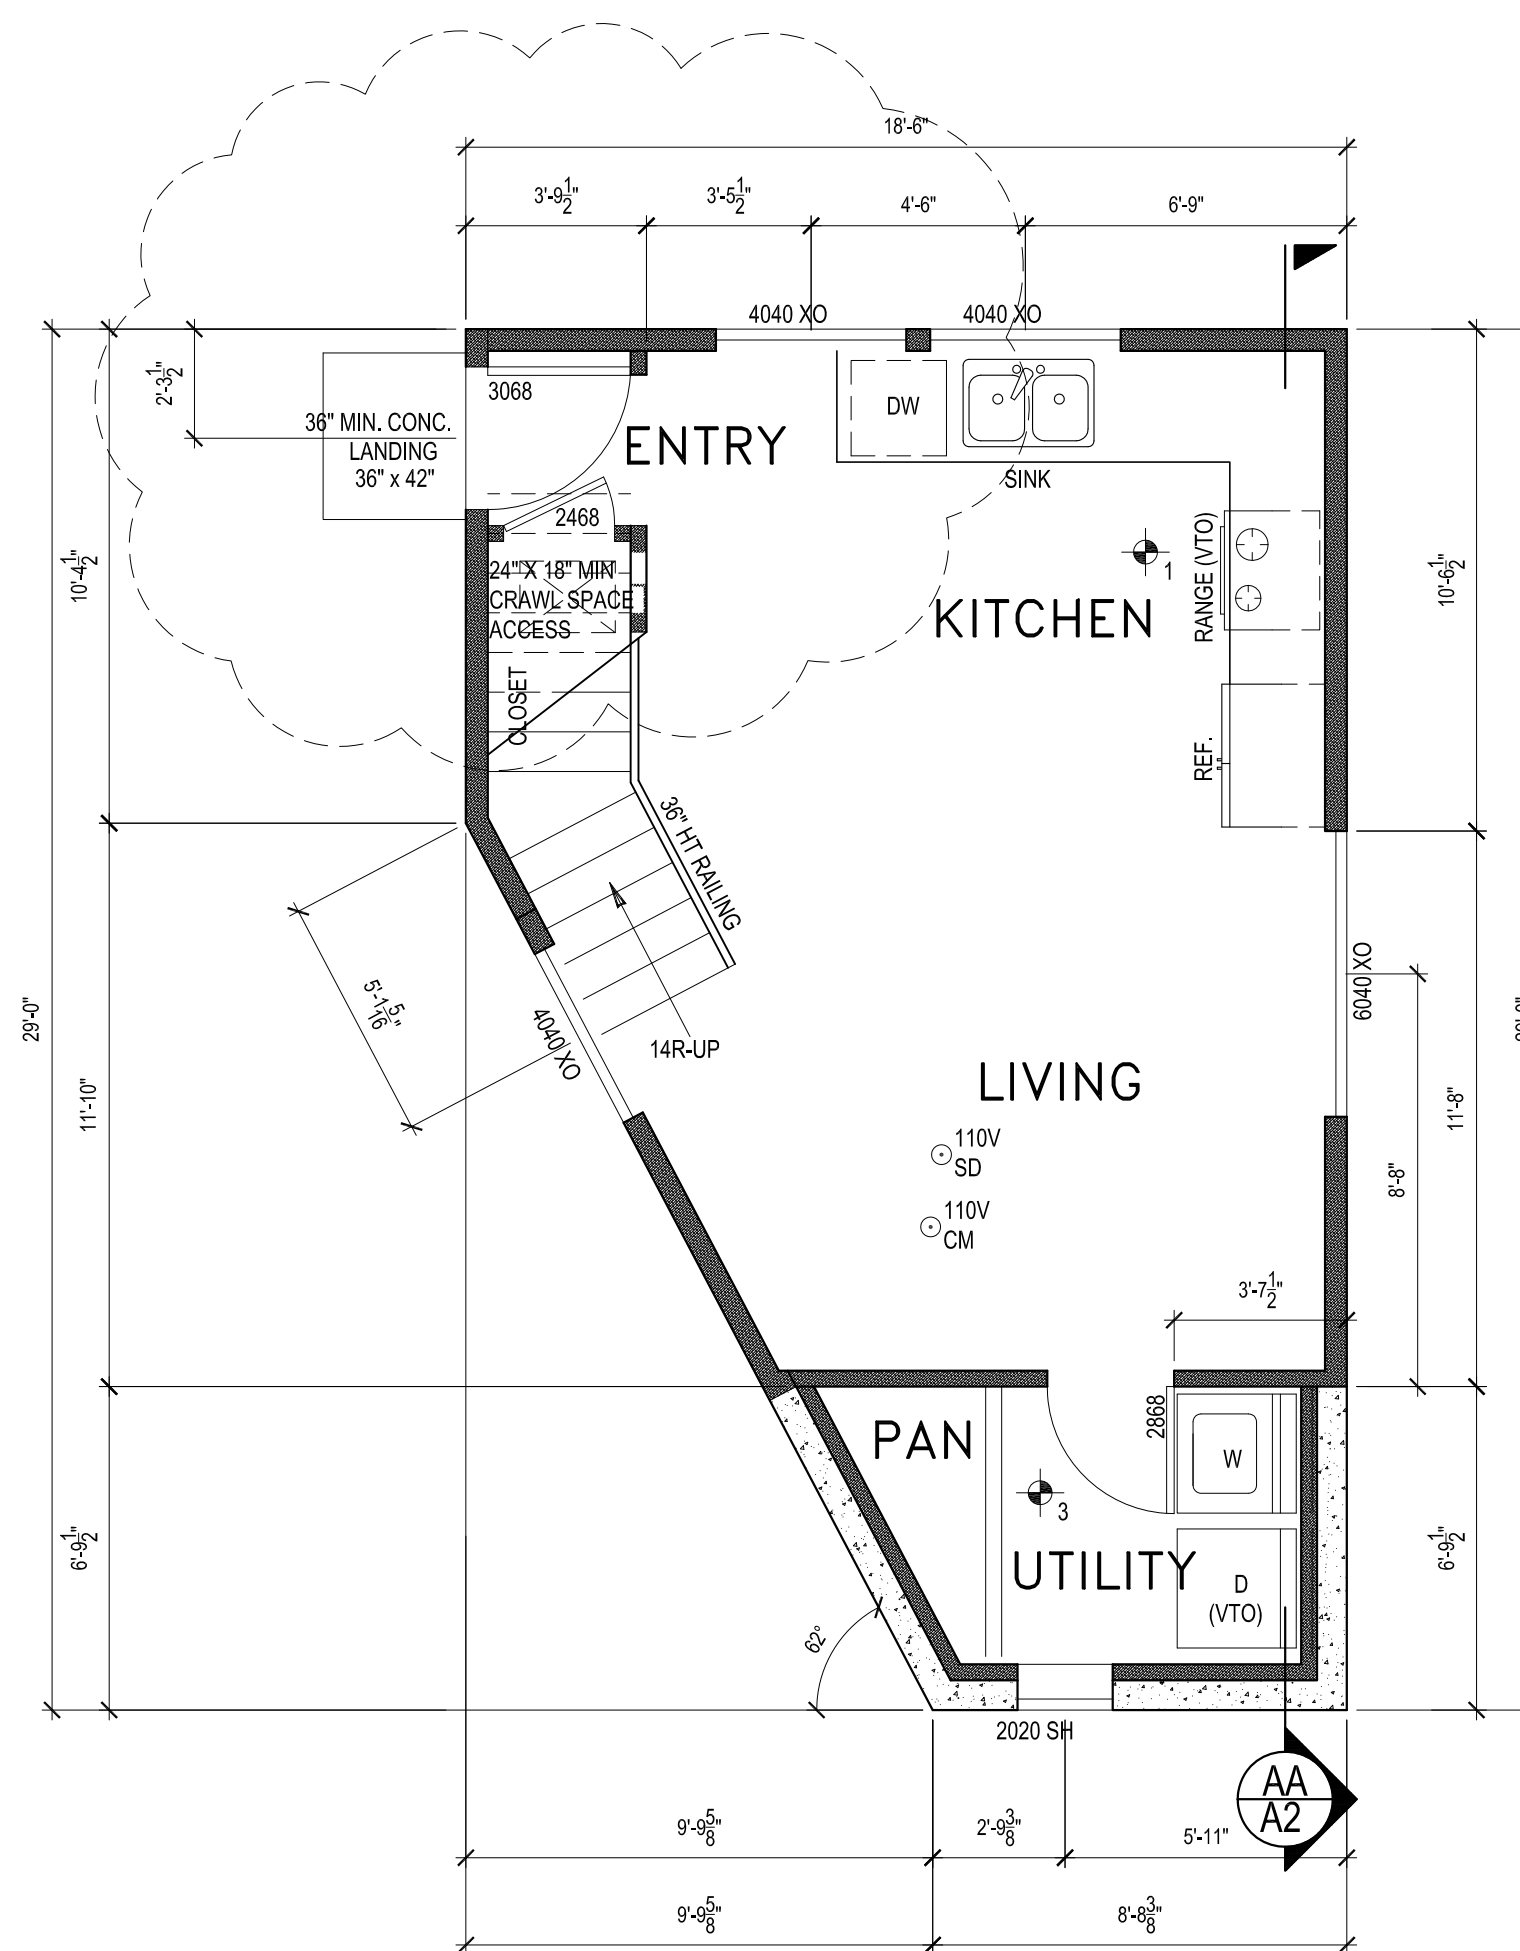 18'-6"
3'-9 1/2"
3'-5 1/2"
4'-6"
6'-9"
4040 XO
4040 XO
2'-3 1/2"
3068
36" MIN. CONC.
LANDING
36" x 42"
ENTRY
DW
SINK
2468
24" X 18" MIN
CRAWL SPACE
ACCESS
CLOSET
KITCHEN
1
RANGE (VTO)
REF.
10'-4 1/2"
10'-6 1/2"
36" HT RAILING
5'-1 5/16"
4040 XO
14R-UP
6040 XO
29'-0"
11'-10"
11'-8"
8'-8"
LIVING
110V
SD
110V
CM
3'-7 1/2"
2868
PAN
W
3
UTILITY
D
(VTO)
6'-9 1/2"
6'-9 1/2"
62°
2020 SH
AA
A2
9'-9 5/8"
2'-9 3/8"
5'-11"
9'-9 5/8"
8'-8 3/8"